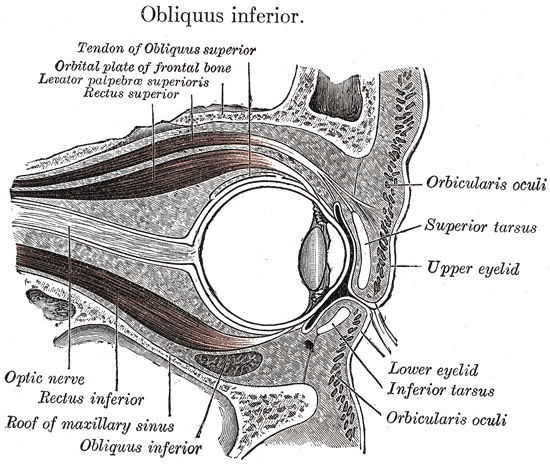 Obliquus inferior.
Tendon of Obliquus superior
Orbital plate of frontal bone
Levator palpebræ superioris
Rectus superior
Orbicularis oculi
Superior tarsus
Upper eyelid
Lower eyelid
Inferior tarsus
Orbicularis oculi
Optic nerve
Rectus inferior
Roof of maxillary sinus
Obliquus inferior